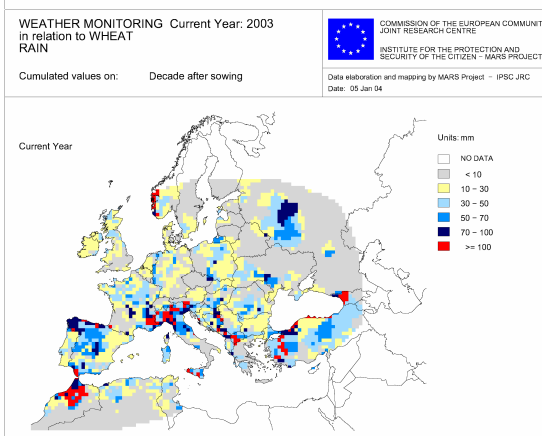 WEATHER MONITORING Current Year: 2003
in relation to WHEAT
RAIN
Cumulated values on: Decade after sowing
COMMISSION OF THE EUROPEAN COMMUNIT
JOINT RESEARCH CENTRE
INSTITUTE FOR THE PROTECTION AND
SECURITY OF THE CITIZEN - MARS PROJECT
Data elaboration and mapping by MARS Project - IPSC JRC
Date: 05 Jan 04
Current Year
Units: mm
NO DATA
< 10
10 - 30
30 - 50
50 - 70
70 - 100
>= 100